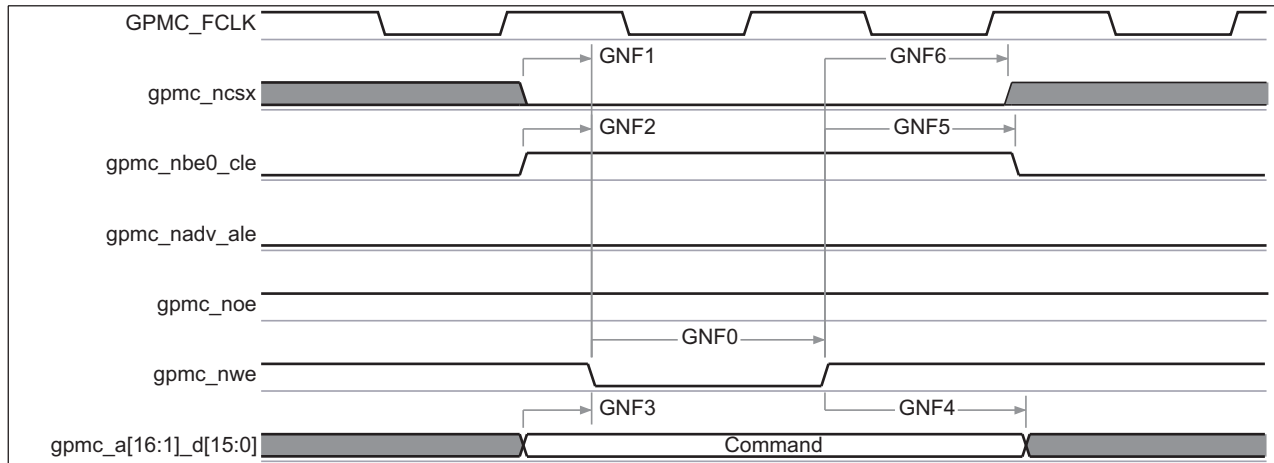 GPMC_FCLK
GNF1 GNF6
gpmc_ncsx
GNF2 GNF5
gpmc_nbe0_cle
gpmc_nadv_ale
gpmc_noe
GNF0
gpmc_nwe
GNF3 GNF4
gpmc_a[16:1]_d[15:0] Command